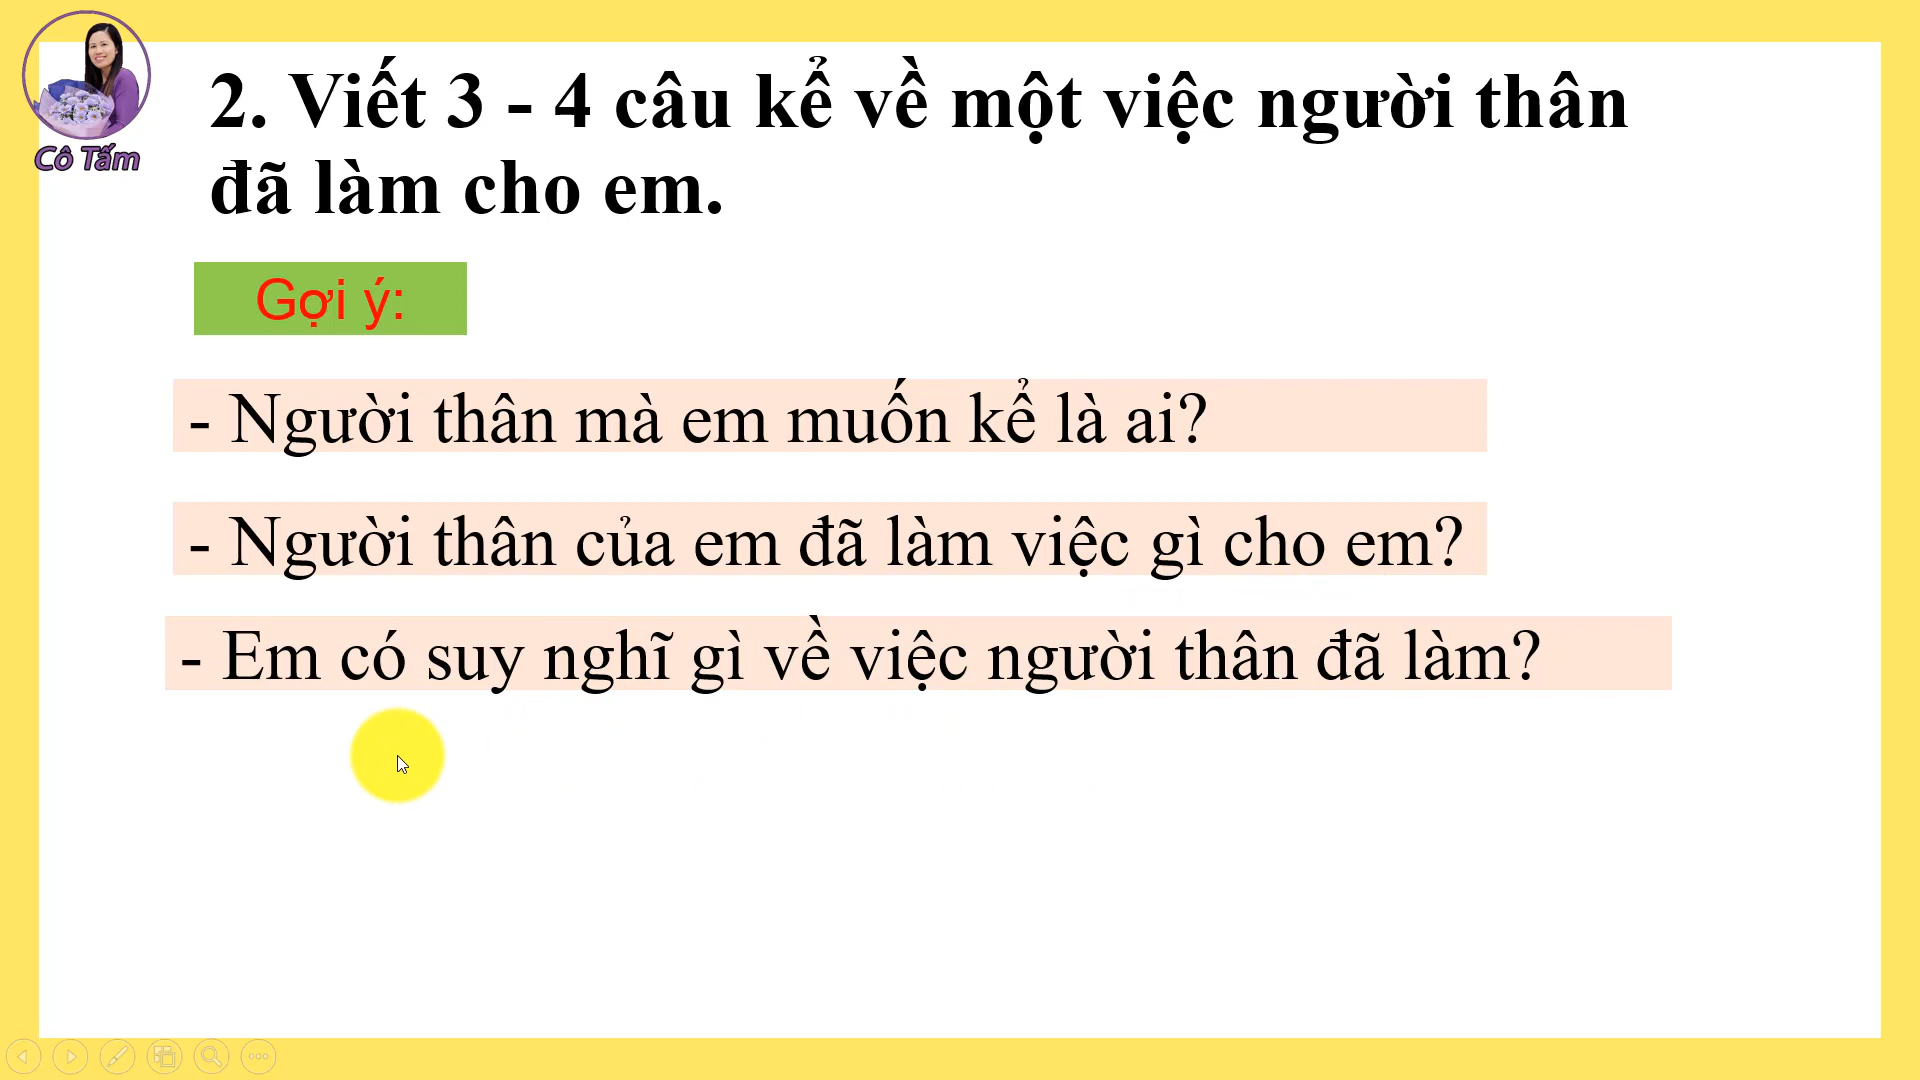 Cô Tấm
2. Viết 3 - 4 câu kể về một việc người thân
đã làm cho em.
Gợi ý:
- Người thân mà em muốn kể là ai?
- Người thân của em đã làm việc gì cho em?
- Em có suy nghĩ gì về việc người thân đã làm?